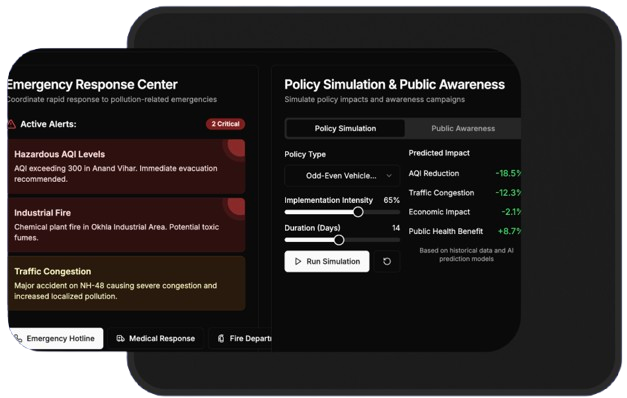 Emergency Response Center
Coordinate rapid response to pollution-related emergencies
Active Alerts:
2 Critical
Hazardous AQI Levels
AQI exceeding 300 in Anand Vihar. Immediate evacuation
recommended.
Industrial Fire
Chemical plant fire in Okhla Industrial Area. Potential toxic
fumes.
Traffic Congestion
Major accident on NH-48 causing severe congestion and
increased localized pollution.
Emergency Hotline
Medical Response
Fire Depart
Policy Simulation & Public Awareness
Simulate policy impacts and awareness campaigns
Policy Simulation
Public Awareness
Policy Type
Odd-Even Vehicle...
Implementation Intensity 65%
Duration (Days) 14
Run Simulation
Predicted Impact
AQI Reduction -18.5%
Traffic Congestion -12.3%
Economic Impact -2.1%
Public Health Benefit +8.7%
Based on historical data and AI
prediction models